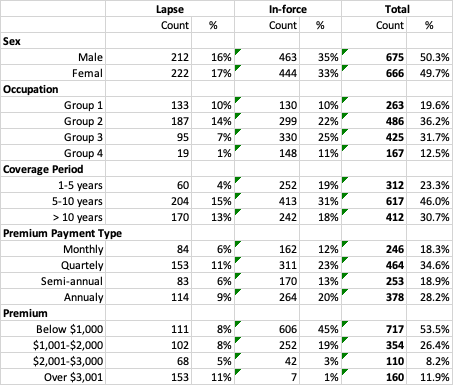 Lapse In-force Total
Count % Count % Count %
Sex
Male 212 16% 463 35% 675 50.3%
Femal 222 17% 444 33% 666 49.7%
Occupation
Group 1 133 10% 130 10% 263 19.6%
Group 2 187 14% 299 22% 486 36.2%
Group 3 95 7% 330 25% 425 31.7%
Group 4 19 1% 148 11% 167 12.5%
Coverage Period
1-5 years 60 4% 252 19% 312 23.3%
5-10 years 204 15% 413 31% 617 46.0%
> 10 years 170 13% 242 18% 412 30.7%
Premium Payment Type
Monthly 84 6% 162 12% 246 18.3%
Quartely 153 11% 311 23% 464 34.6%
Semi-annual 83 6% 170 13% 253 18.9%
Annualy 114 9% 264 20% 378 28.2%
Premium
Below $1,000 111 8% 606 45% 717 53.5%
$1,001-$2,000 102 8% 252 19% 354 26.4%
$2,001-$3,000 68 5% 42 3% 110 8.2%
Over $3,001 153 11% 7 1% 160 11.9%